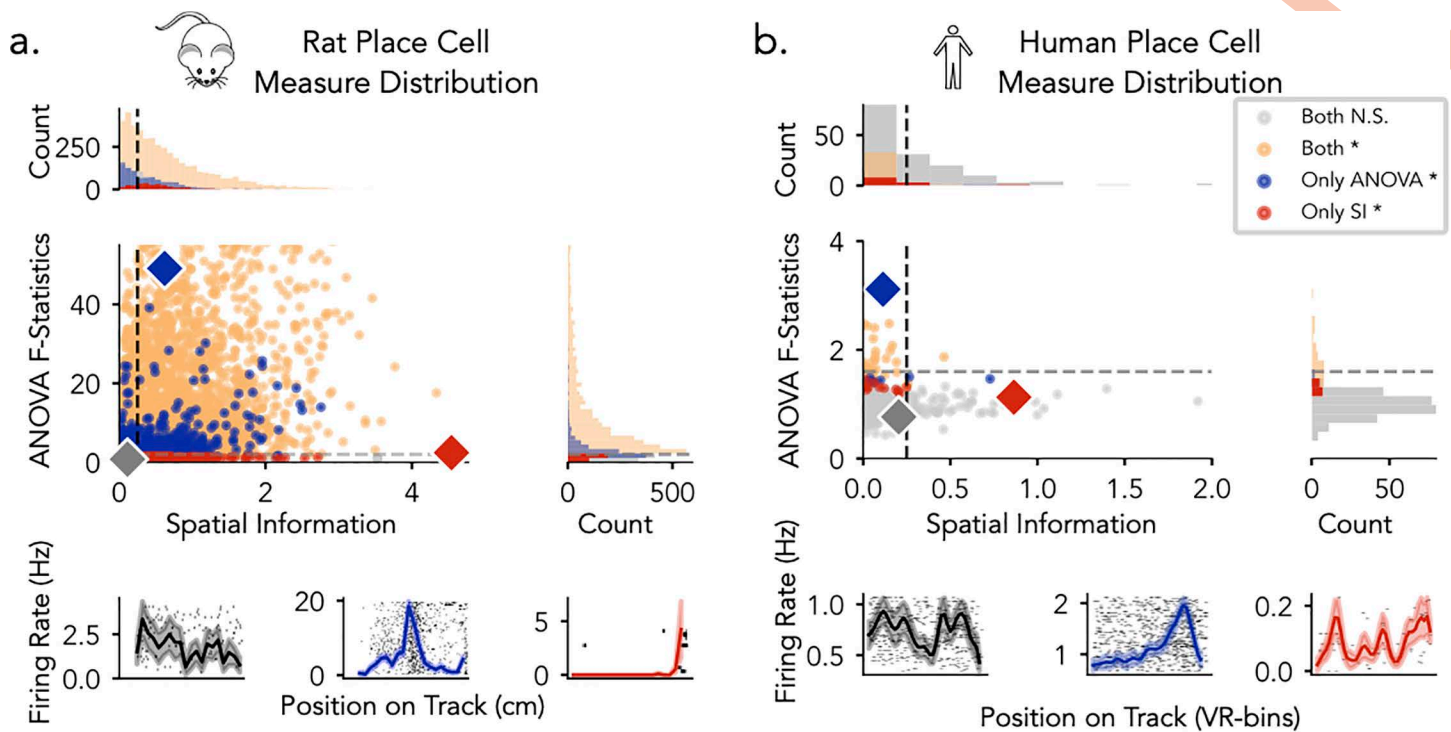 a.
Rat Place Cell
Measure Distribution
Count
250
0
ANOVA F-Statistics
40
20
0
0 2 4
Spatial Information
0 500
Count
Firing Rate (Hz)
2.5
0.0
20
0
5
0
Position on Track (cm)
b.
Human Place Cell
Measure Distribution
Both N.S.
Both *
Only ANOVA *
Only SI *
Count
50
0
ANOVA F-Statistics
4
2
0
0.0 0.5 1.0 1.5 2.0
Spatial Information
0 50
Count
Firing Rate (Hz)
1.0
0.5
2
1
0.2
0.0
Position on Track (VR-bins)